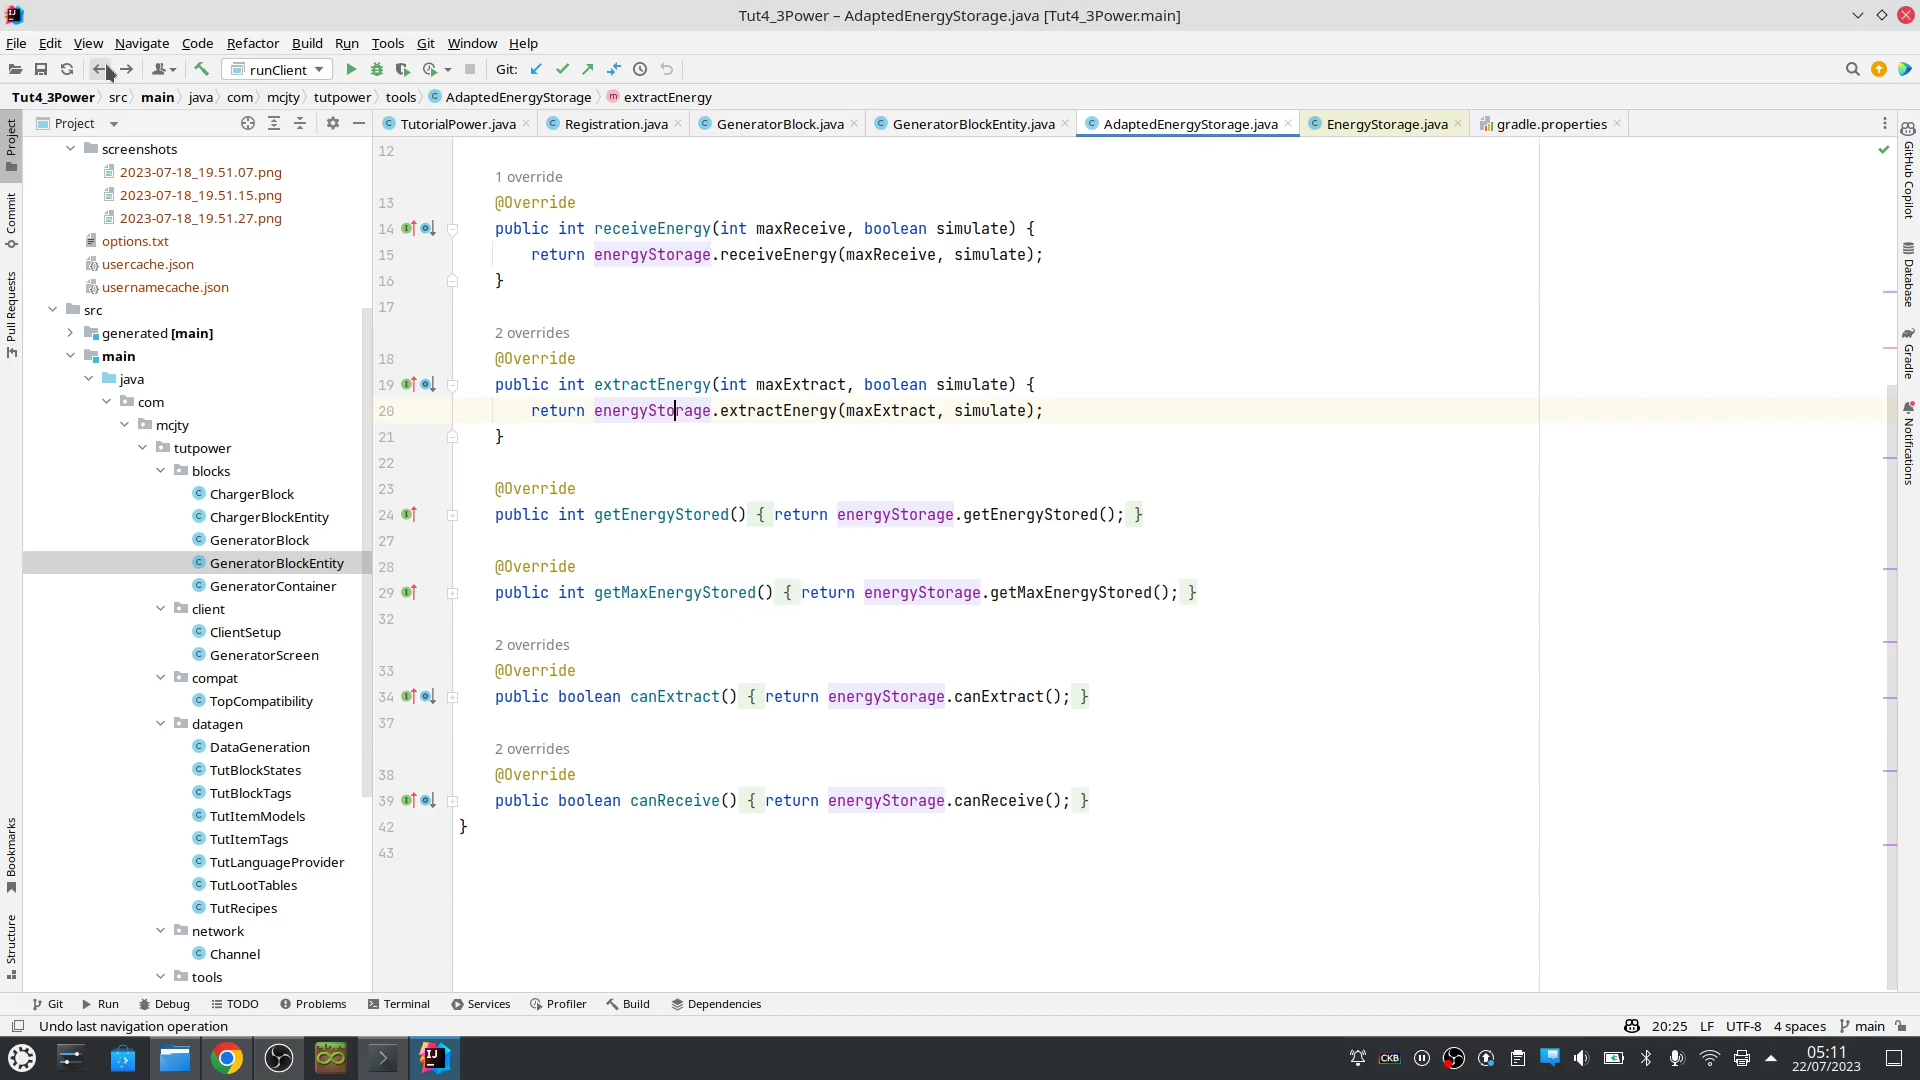 Tut4_3Power – AdaptedEnergyStorage.java [Tut4_3Power.main]
File Edit View Navigate Code Refactor Build Run Tools Git Window Help
runClient Git:
Tut4_3Power src main java com mcjty tutpower tools AdaptedEnergyStorage extractEnergy
Project
TutorialPower.java Registration.java GeneratorBlock.java GeneratorBlockEntity.java AdaptedEnergyStorage.java EnergyStorage.java gradle.properties
Project
Commit
Pull Requests
Bookmarks
Structure
screenshots
2023-07-18_19.51.07.png
2023-07-18_19.51.15.png
2023-07-18_19.51.27.png
options.txt
usercache.json
usernamecache.json
src
generated [main]
main
java
com
mcjty
tutpower
blocks
ChargerBlock
ChargerBlockEntity
GeneratorBlock
GeneratorBlockEntity
GeneratorContainer
client
ClientSetup
GeneratorScreen
compat
TopCompatibility
datagen
DataGeneration
TutBlockStates
TutBlockTags
TutItemModels
TutItemTags
TutLanguageProvider
TutLootTables
TutRecipes
network
Channel
tools
12
1 override
13 @Override
14 public int receiveEnergy(int maxReceive, boolean simulate) {
15 return energyStorage.receiveEnergy(maxReceive, simulate);
16 }
17
2 overrides
18 @Override
19 public int extractEnergy(int maxExtract, boolean simulate) {
20 return energyStorage.extractEnergy(maxExtract, simulate);
21 }
22
23 @Override
24 public int getEnergyStored() { return energyStorage.getEnergyStored(); }
27
28 @Override
29 public int getMaxEnergyStored() { return energyStorage.getMaxEnergyStored(); }
32
2 overrides
33 @Override
34 public boolean canExtract() { return energyStorage.canExtract(); }
37
2 overrides
38 @Override
39 public boolean canReceive() { return energyStorage.canReceive(); }
42 }
43
GitHub Copilot
Database
Gradle
Notifications
Git Run Debug TODO Problems Terminal Services Profiler Build Dependencies
Undo last navigation operation 20:25 LF UTF-8 4 spaces main
CKB 05:11
22/07/2023